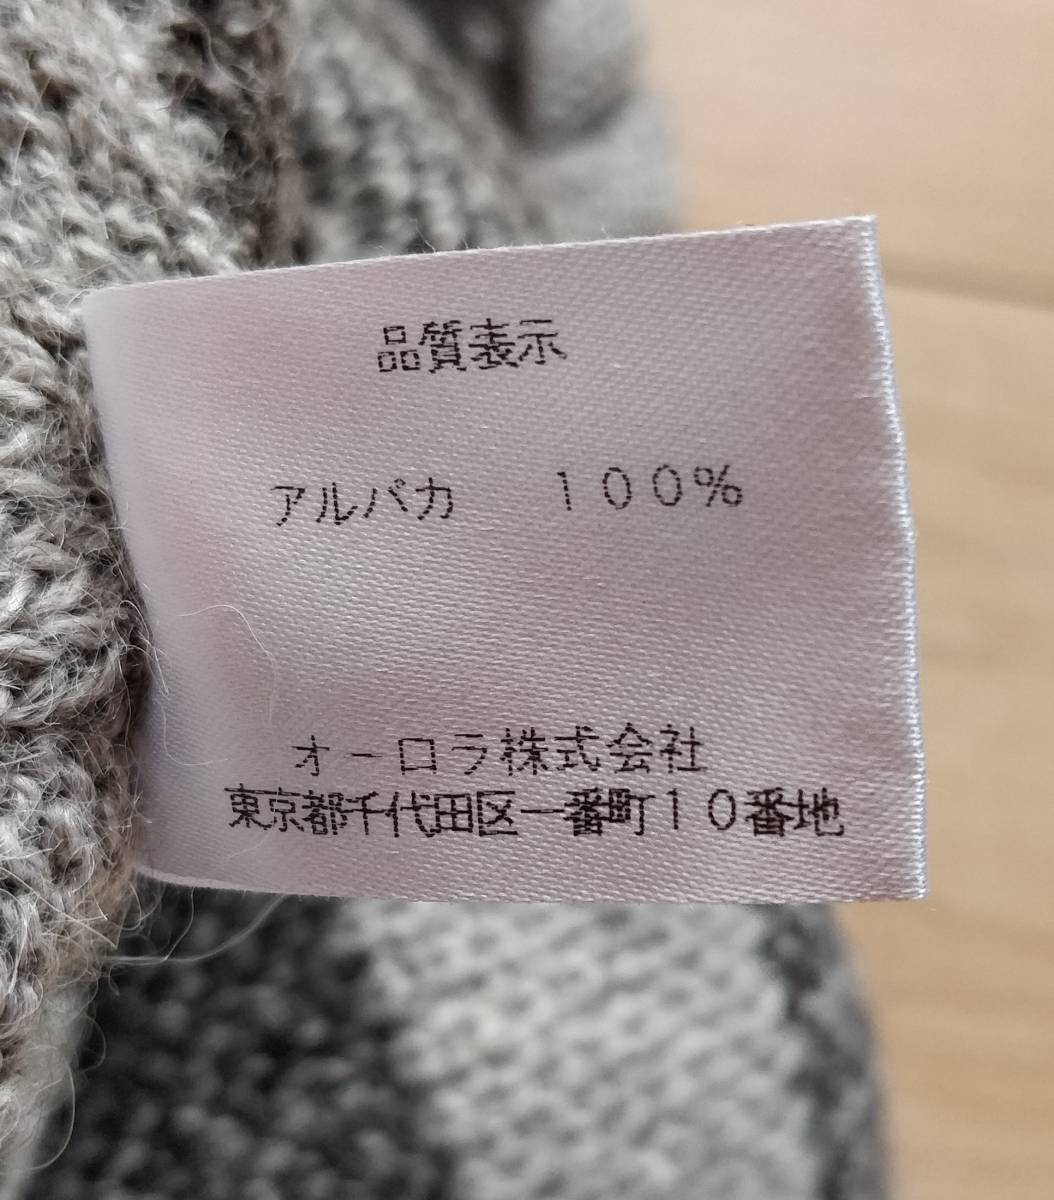 品質表示
アルパカ　１００％
オーロラ株式会社
東京都千代田区一番町１０番地